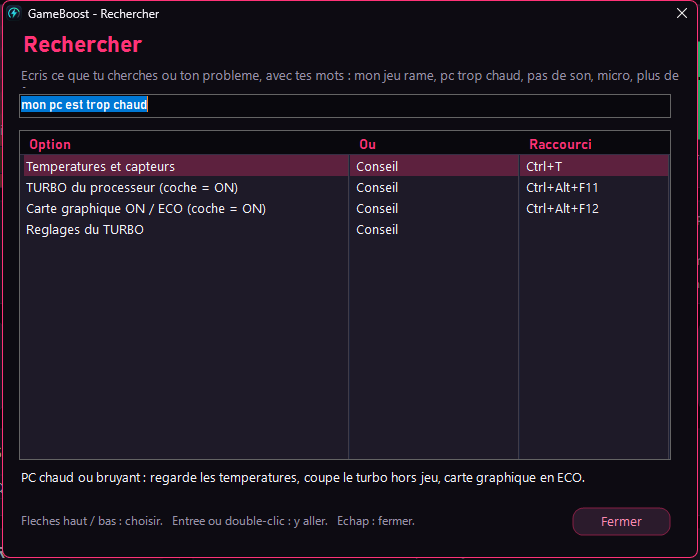 GameBoost - Rechercher
Rechercher
Ecris ce que tu cherches ou ton probleme, avec tes mots : mon jeu rame, pc trop chaud, pas de son, micro, plus de
mon pc est trop chaud
Option Ou Raccourci
Temperatures et capteurs Conseil Ctrl+T
TURBO du processeur (coche = ON) Conseil Ctrl+Alt+F11
Carte graphique ON / ECO (coche = ON) Conseil Ctrl+Alt+F12
Reglages du TURBO Conseil
PC chaud ou bruyant : regarde les temperatures, coupe le turbo hors jeu, carte graphique en ECO.
Fleches haut / bas : choisir. Entree ou double-clic : y aller. Echap : fermer.
Fermer